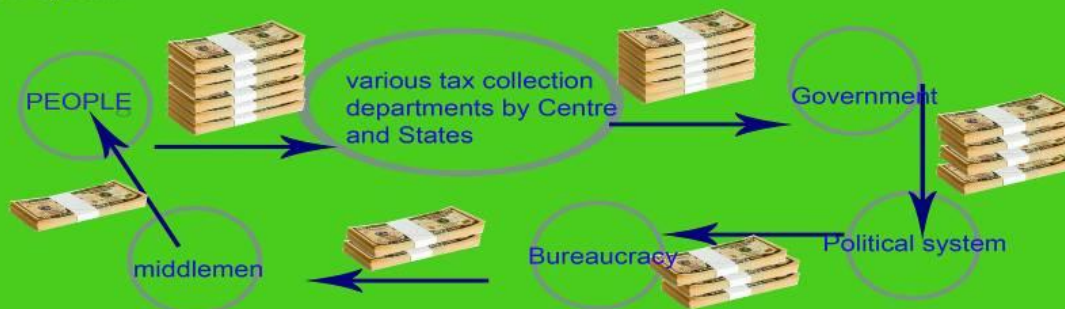 PEOPLE
various tax collection
departments by Centre
and States
Government
Political system
Bureaucracy
middlemen